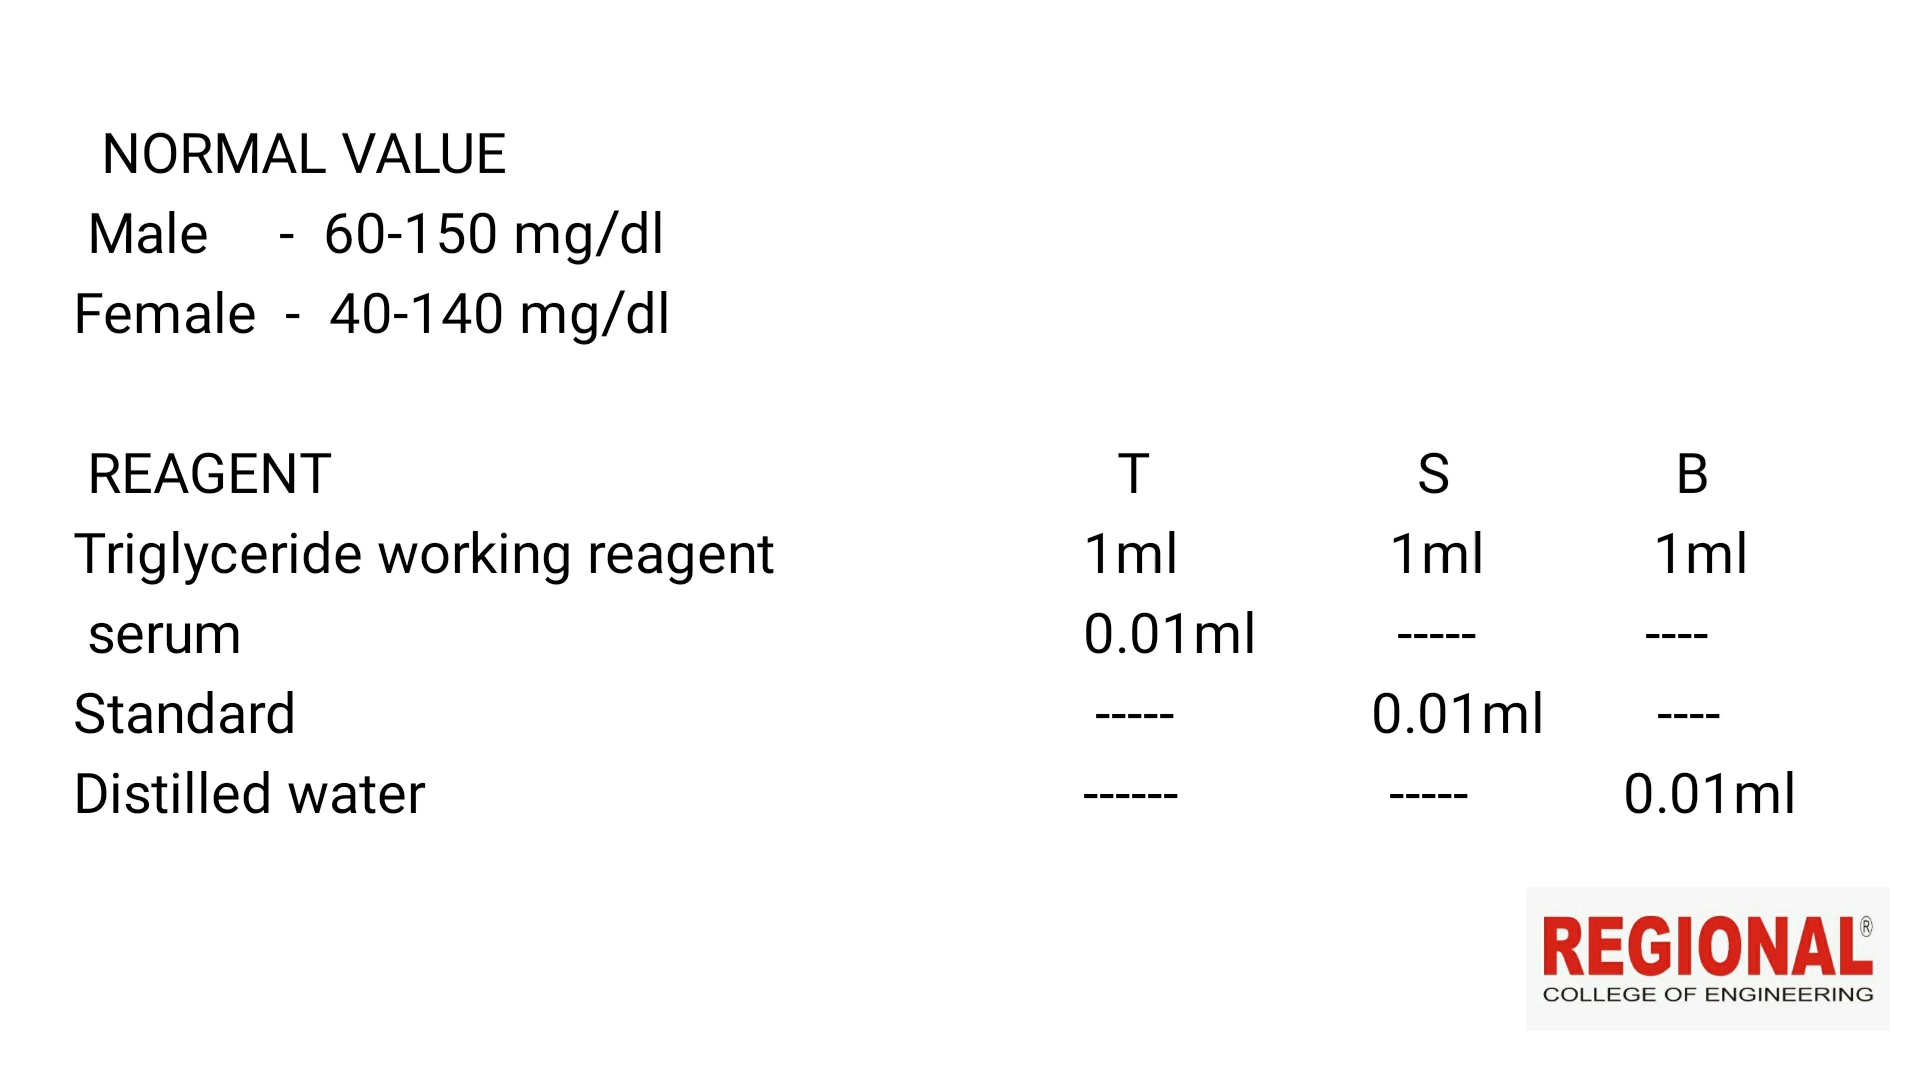 NORMAL VALUE
Male - 60-150 mg/dl
Female - 40-140 mg/dl
REAGENT T S B
Triglyceride working reagent 1ml 1ml 1ml
serum 0.01ml ----- ----
Standard ----- 0.01ml ----
Distilled water ------ ----- 0.01ml
REGIONAL®
COLLEGE OF ENGINEERING